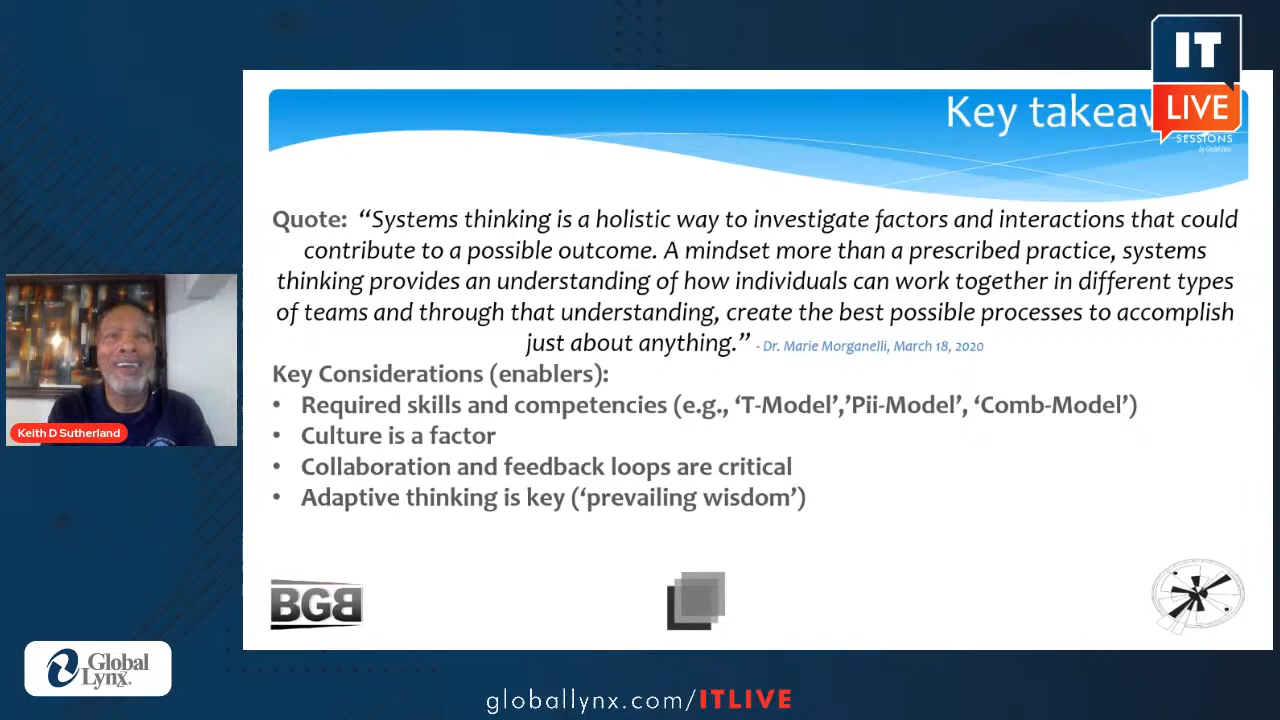 IT
LIVE
SESSIONS
by Global Lynx
Key takeaw
Quote: “Systems thinking is a holistic way to investigate factors and interactions that could
contribute to a possible outcome. A mindset more than a prescribed practice, systems
thinking provides an understanding of how individuals can work together in different types
of teams and through that understanding, create the best possible processes to accomplish
just about anything.” - Dr. Marie Morganelli, March 18, 2020
Key Considerations (enablers):
• Required skills and competencies (e.g., ‘T-Model’,’Pii-Model’, ‘Comb-Model’)
• Culture is a factor
• Collaboration and feedback loops are critical
• Adaptive thinking is key (‘prevailing wisdom’)
Keith D Sutherland
BGB
Global
Lynx
globallynx.com/ITLIVE